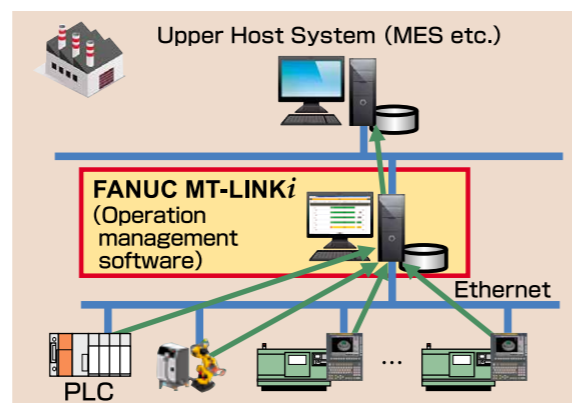 Upper Host System (MES etc.)
FANUC MT-LINKi
(Operation
management
software)
Ethernet
...
PLC